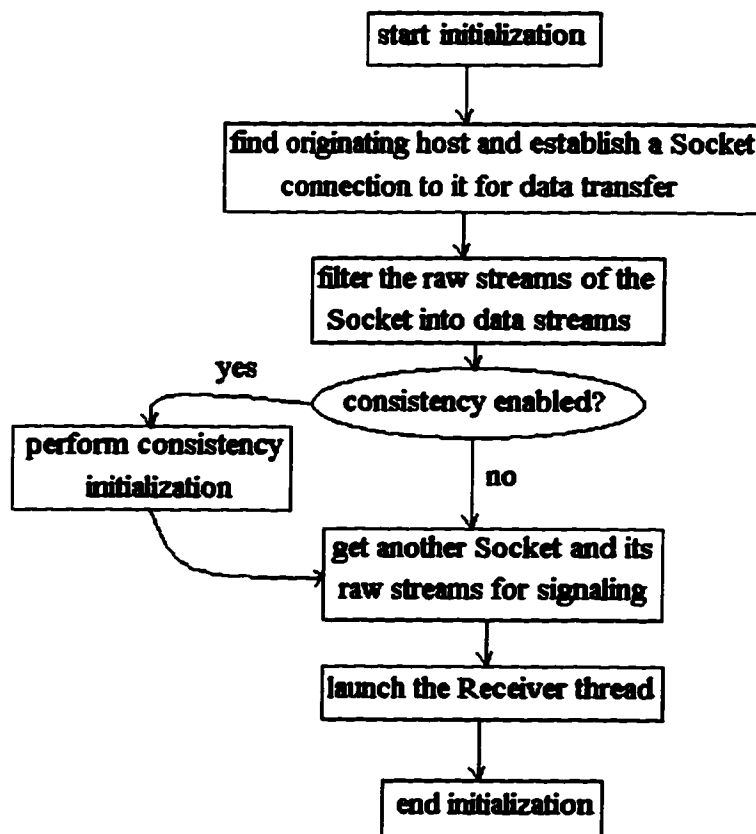 start initialization
find originating host and establish a Socket
connection to it for data transfer
filter the raw streams of the
Socket into data streams
yes
consistency enabled?
perform consistency
initialization
no
get another Socket and its
raw streams for signaling
launch the Receiver thread
end initialization